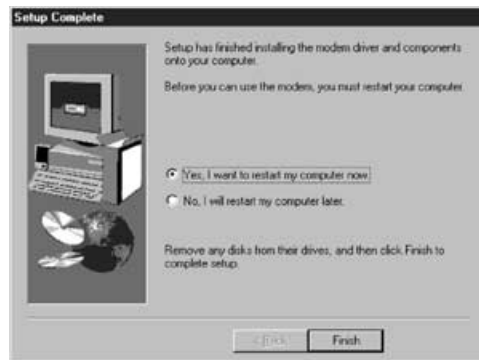 Setup Complete
Setup has finished installing the modem driver and components
onto your computer.
Before you can use the modem, you must restart your computer.
Yes, I want to restart my computer now.
No, I will restart my computer later.
Remove any disks from their drives, and then click Finish to
complete setup.
< Back
Finish